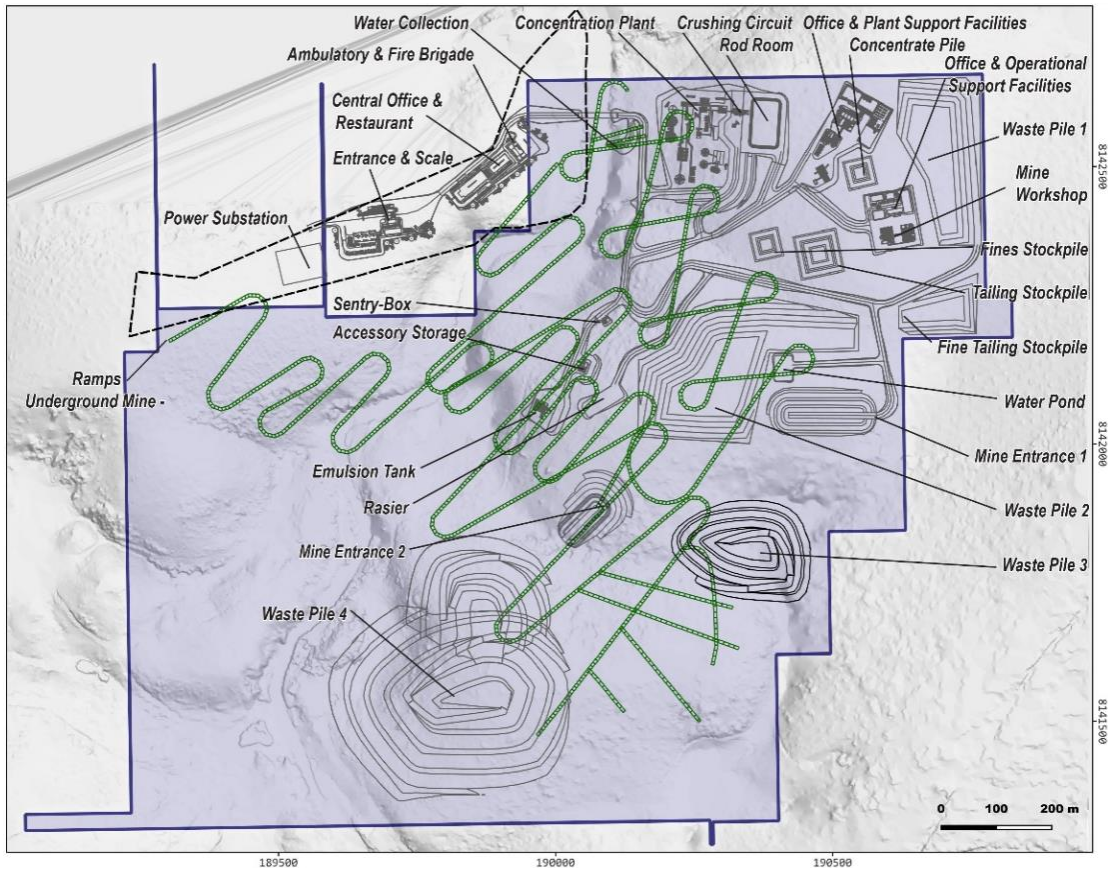 Water Collection
Concentration Plant
Crushing Circuit
Rod Room
Office & Plant Support Facilities
Concentrate Pile
Ambulatory & Fire Brigade
Office & Operational
Support Facilities
Central Office &
Restaurant
Waste Pile 1
Entrance & Scale
Mine
Workshop
Power Substation
Fines Stockpile
Sentry-Box
Tailing Stockpile
Accessory Storage
Fine Tailing Stockpile
Ramps
Underground Mine -
Water Pond
Emulsion Tank
Mine Entrance 1
Rasier
Waste Pile 2
Mine Entrance 2
Waste Pile 3
Waste Pile 4
8142500
8142000
8141500
0 100 200 m
189500 190000 190500